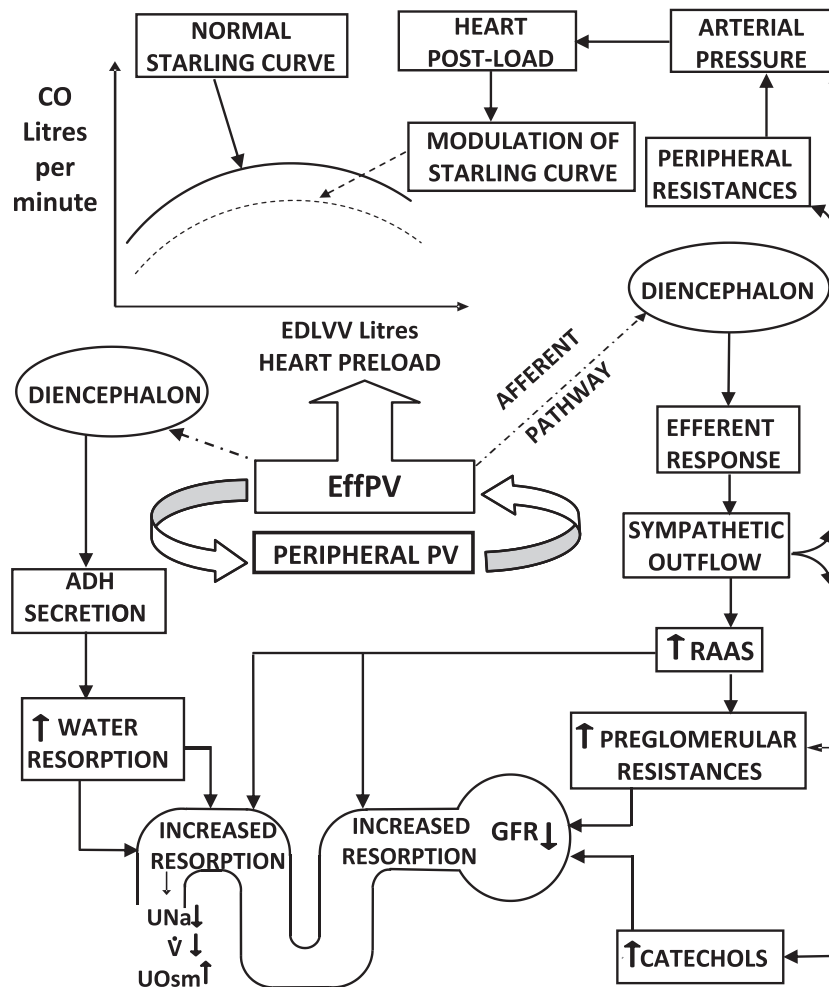 NORMAL
STARLING CURVE
HEART
POST-LOAD
ARTERIAL
PRESSURE
CO
Litres
per
minute
MODULATION OF
STARLING CURVE
PERIPHERAL
RESISTANCES
EDLVV Litres
HEART PRELOAD
DIENCEPHALON
AFFERENT
PATHWAY
DIENCEPHALON
EFFERENT
RESPONSE
EffPV
PERIPHERAL PV
SYMPATHETIC
OUTFLOW
ADH
SECRETION
↑ RAAS
↑ WATER
RESORPTION
↑ PREGLOMERULAR
RESISTANCES
INCREASED
RESORPTION
INCREASED
RESORPTION
GFR ↓
UNa↓
V̇ ↓
UOsm↑
↑CATECHOLS